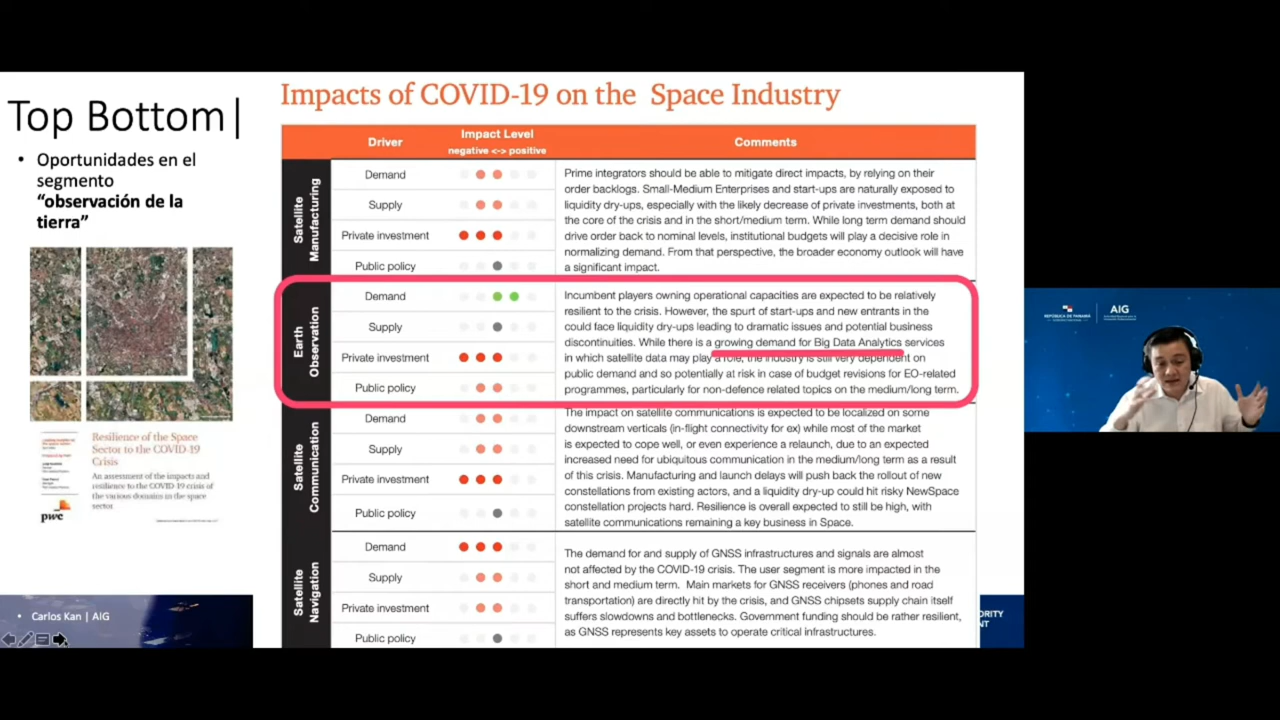 Top Bottom|
• Oportunidades en el
segmento
“observación de la
tierra”
Resilience of the Space
Sector to the COVID-19
Crisis
An assessment of the impacts and
resilience to the COVID-19 crisis of
the various domains in the space
sector
pwc
Carlos Kan | AIG
Impacts of COVID-19 on the Space Industry
Driver
Impact Level
negative <-> positive
Comments
Satellite
Manufacturing
Demand
Supply
Private investment
Public policy
Prime integrators should be able to mitigate direct impacts, by relying on their
order backlogs. Small-Medium Enterprises and start-ups are naturally exposed to
liquidity dry-ups, especially with the likely decrease of private investments, both at
the core of the crisis and in the short/medium term. While long term demand should
drive order back to nominal levels, institutional budgets will play a decisive role in
normalizing demand. From that perspective, the broader economy outlook will have
a significant impact.
Earth
Observation
Demand
Supply
Private investment
Public policy
Incumbent players owning operational capacities are expected to be relatively
resilient to the crisis. However, the spurt of start-ups and new entrants in the
could face liquidity dry-ups leading to dramatic issues and potential business
discontinuities. While there is a growing demand for Big Data Analytics services
in which satellite data may play a role, the industry is still very dependent on
public demand and so potentially at risk in case of budget revisions for EO-related
programmes, particularly for non-defence related topics on the medium/long term.
Satellite
Communication
Demand
Supply
Private investment
Public policy
The impact on satellite communications is expected to be localized on some
downstream verticals (in-flight connectivity for ex) while most of the market
is expected to cope well, or even experience a relaunch, due to an expected
increased need for ubiquitous communication in the medium/long term as a result
of this crisis. Manufacturing and launch delays will push back the rollout of new
constellations from existing actors, and a liquidity dry-up could hit risky NewSpace
constellation projects hard. Resilience is overall expected to still be high, with
satellite communications remaining a key business in Space.
Satellite
Navigation
Demand
Supply
Private investment
Public policy
The demand for and supply of GNSS infrastructures and signals are almost
not affected by the COVID-19 crisis. The user segment is more impacted in the
short and medium term. Main markets for GNSS receivers (phones and road
transportation) are directly hit by the crisis, and GNSS chipsets supply chain itself
suffers slowdowns and bottlenecks. Government funding should be rather resilient,
as GNSS represents key assets to operate critical infrastructures.
ORITY
NT
REPÚBLICA DE PANAMÁ
AIG